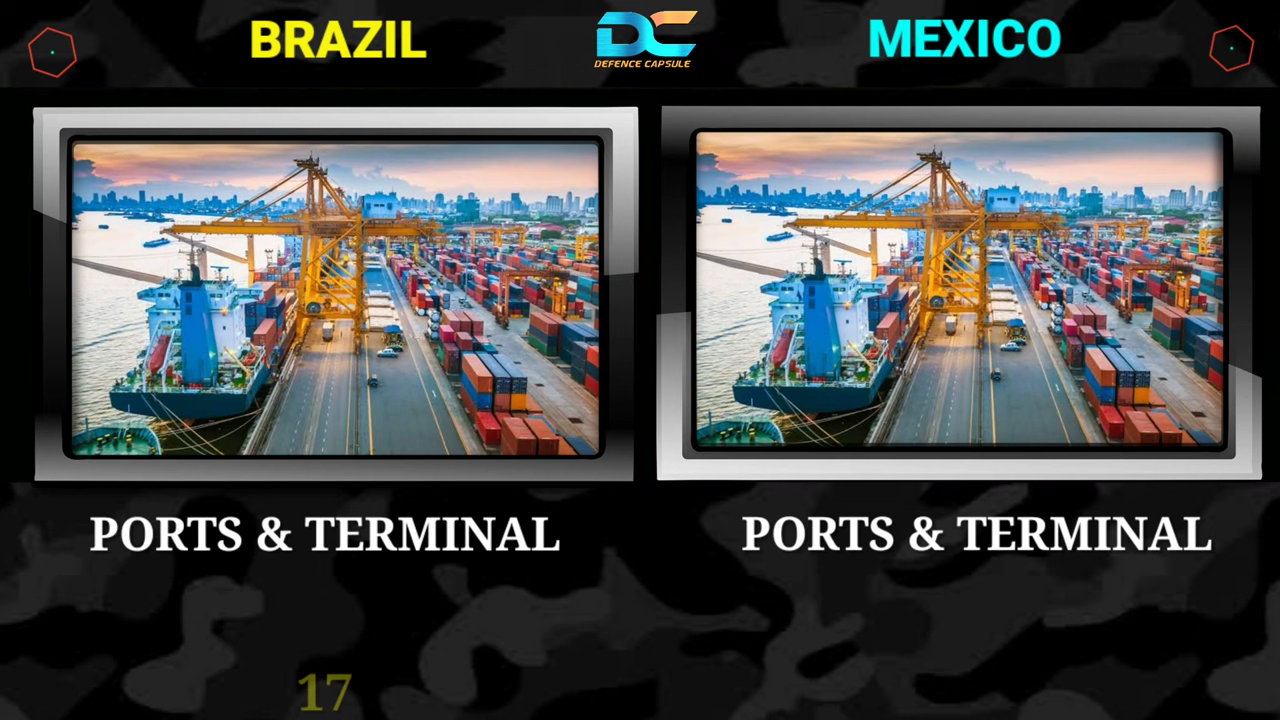 BRAZIL
DC
DEFENCE CAPSULE
MEXICO
PORTS & TERMINAL
PORTS & TERMINAL
17